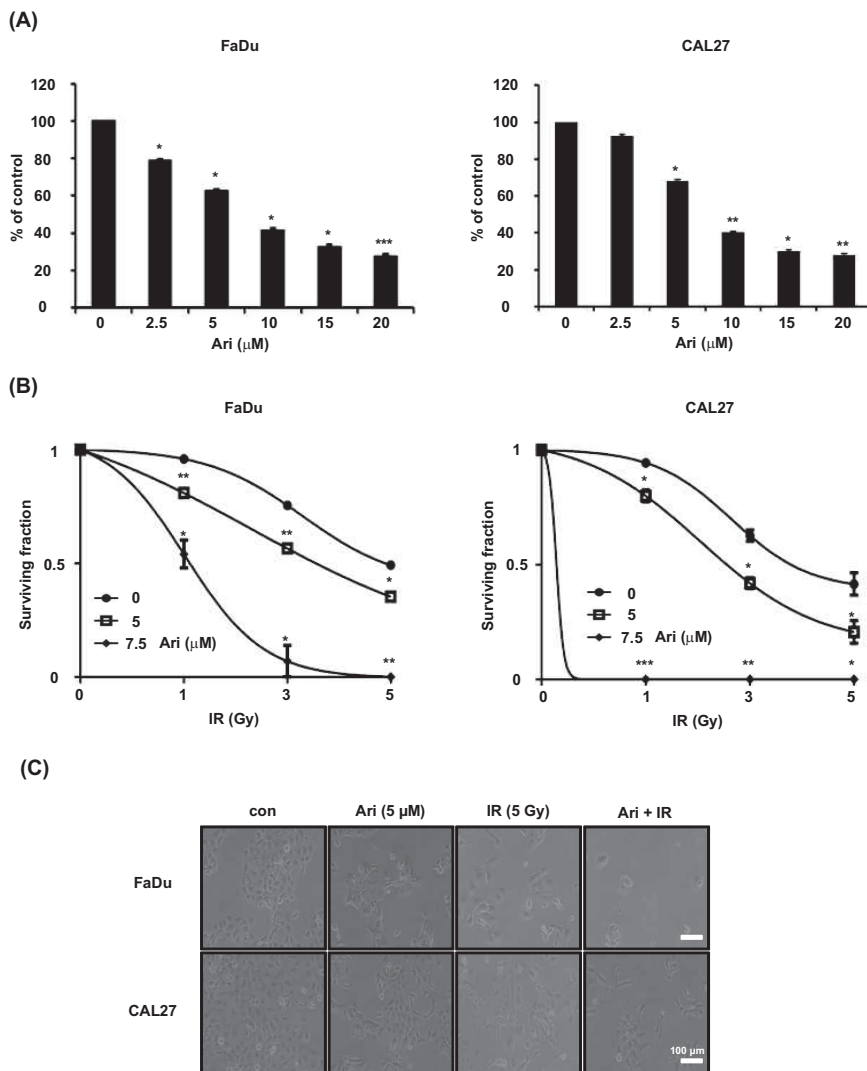 (A)
FaDu
CAL27
120
100
80
60
40
20
0
% of control
*
*
*
*
***
0 2.5 5 10 15 20
Ari (μM)
120
100
80
60
40
20
0
% of control
*
**
*
**
0 2.5 5 10 15 20
Ari (μM)
(B)
FaDu
CAL27
1
0.5
0
Surviving fraction
**
*
**
*
*
**
0
5
7.5 Ari (μM)
0 1 3 5
IR (Gy)
1
0.5
0
Surviving fraction
*
*
*
***
**
*
0
5
7.5 Ari (μM)
0 1 3 5
IR (Gy)
(C)
con Ari (5 μM) IR (5 Gy) Ari + IR
FaDu
CAL27
100 μm